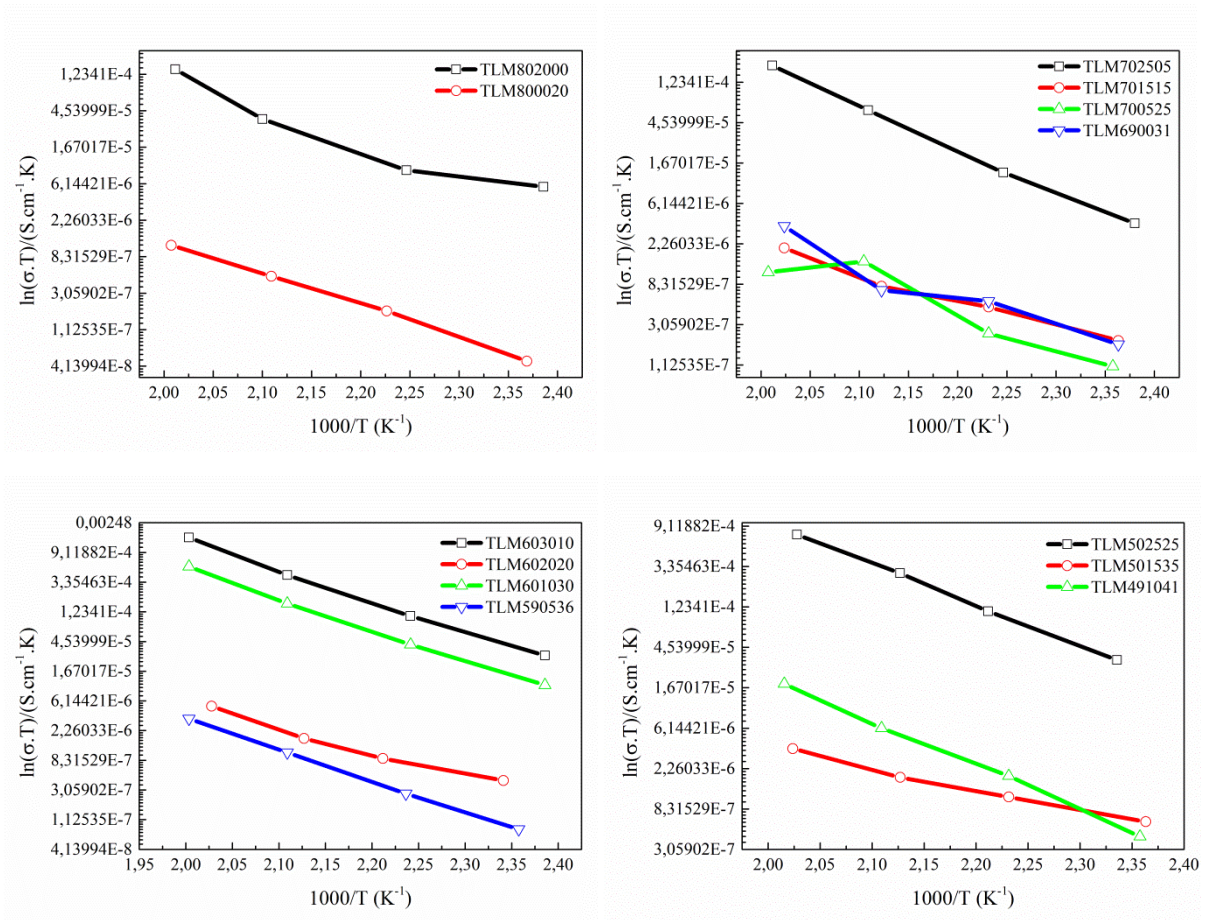 1,2341E-4
4,53999E-5
1,67017E-5
6,14421E-6
2,26033E-6
8,31529E-7
3,05902E-7
1,12535E-7
4,13994E-8
ln(σ.T)/(S.cm⁻¹.K)
TLM802000
TLM800020
2,00 2,05 2,10 2,15 2,20 2,25 2,30 2,35 2,40
1000/T (K⁻¹)
1,2341E-4
4,53999E-5
1,67017E-5
6,14421E-6
2,26033E-6
8,31529E-7
3,05902E-7
1,12535E-7
ln(σ.T)/(S.cm⁻¹.K)
TLM702505
TLM701515
TLM700525
TLM690031
2,00 2,05 2,10 2,15 2,20 2,25 2,30 2,35 2,40
1000/T (K⁻¹)
0,00248
9,11882E-4
3,35463E-4
1,2341E-4
4,53999E-5
1,67017E-5
6,14421E-6
2,26033E-6
8,31529E-7
3,05902E-7
1,12535E-7
4,13994E-8
ln(σ.T)/(S.cm⁻¹.K)
TLM603010
TLM602020
TLM601030
TLM590536
1,95 2,00 2,05 2,10 2,15 2,20 2,25 2,30 2,35 2,40
1000/T (K⁻¹)
9,11882E-4
3,35463E-4
1,2341E-4
4,53999E-5
1,67017E-5
6,14421E-6
2,26033E-6
8,31529E-7
3,05902E-7
ln(σ.T)/(S.cm⁻¹.K)
TLM502525
TLM501535
TLM491041
2,00 2,05 2,10 2,15 2,20 2,25 2,30 2,35 2,40
1000/T (K⁻¹)